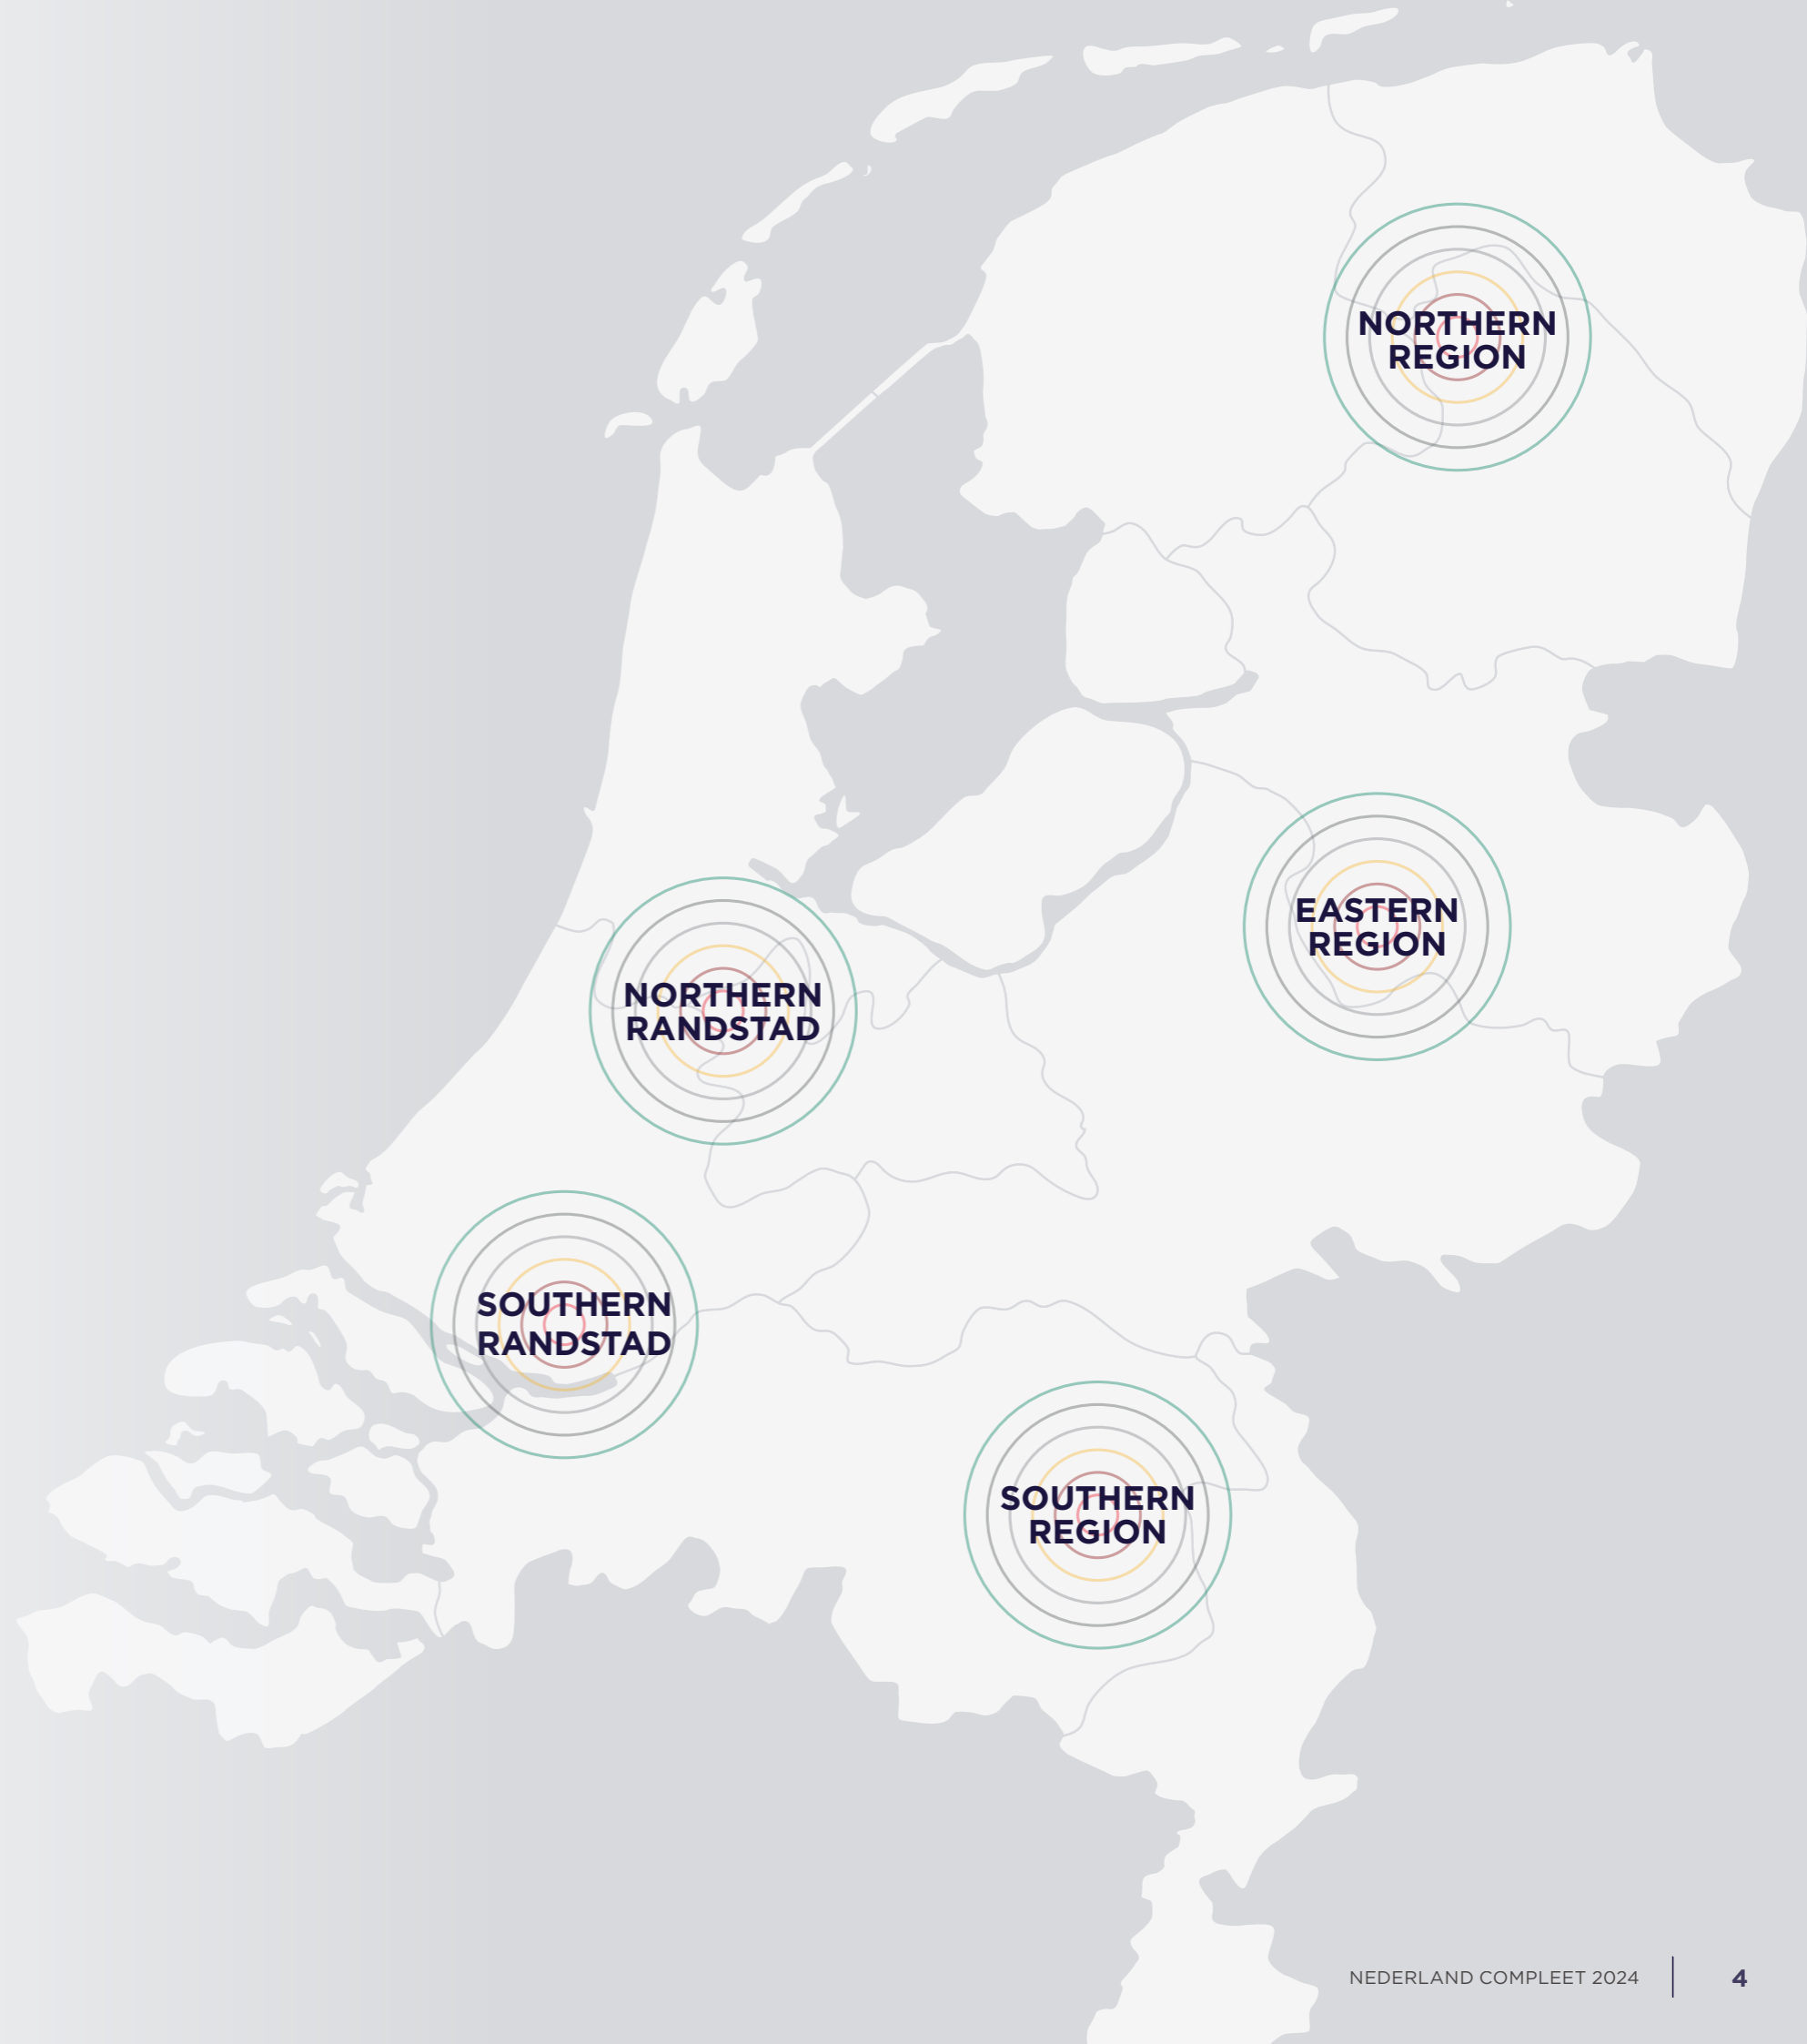 NORTHERN
REGION
EASTERN
REGION
NORTHERN
RANDSTAD
SOUTHERN
RANDSTAD
SOUTHERN
REGION
NEDERLAND COMPLEET 2024
4